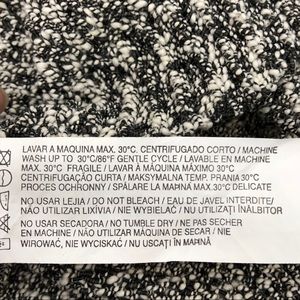 LAVAR A MAQUINA MAX. 30°C. CENTRIFUGADO CORTO / MACHINE
WASH UP TO 30°C/86°F GENTLE CYCLE / LAVABLE EN MACHINE
MAX. 30°C FRAGILE / LAVAR À MÁQUINA MÁXIMO 30°C
CENTRIFUGAÇÃO CURTA / MAKSYMALNA TEMP. PRANIA 30°C
PROCES OCHRONNY / SPĂLARE LA MAȘINĂ MAX.30°C DELICATE
NO USAR LEJIA / DO NOT BLEACH / EAU DE JAVEL INTERDITE/
NÃO UTILIZAR LIXÍVIA / NIE WYBIELAĆ / NU UTILIZAȚI ÎNĂLBITOR
NO USAR SECADORA / NO TUMBLE DRY / NE PAS SECHER
EN MACHINE / NÃO UTILIZAR MÁQUINA DE SECAR / NIE
WIROWAĆ, NIE WYCISKAĆ / NU USCAȚI ÎN MAȘINĂ